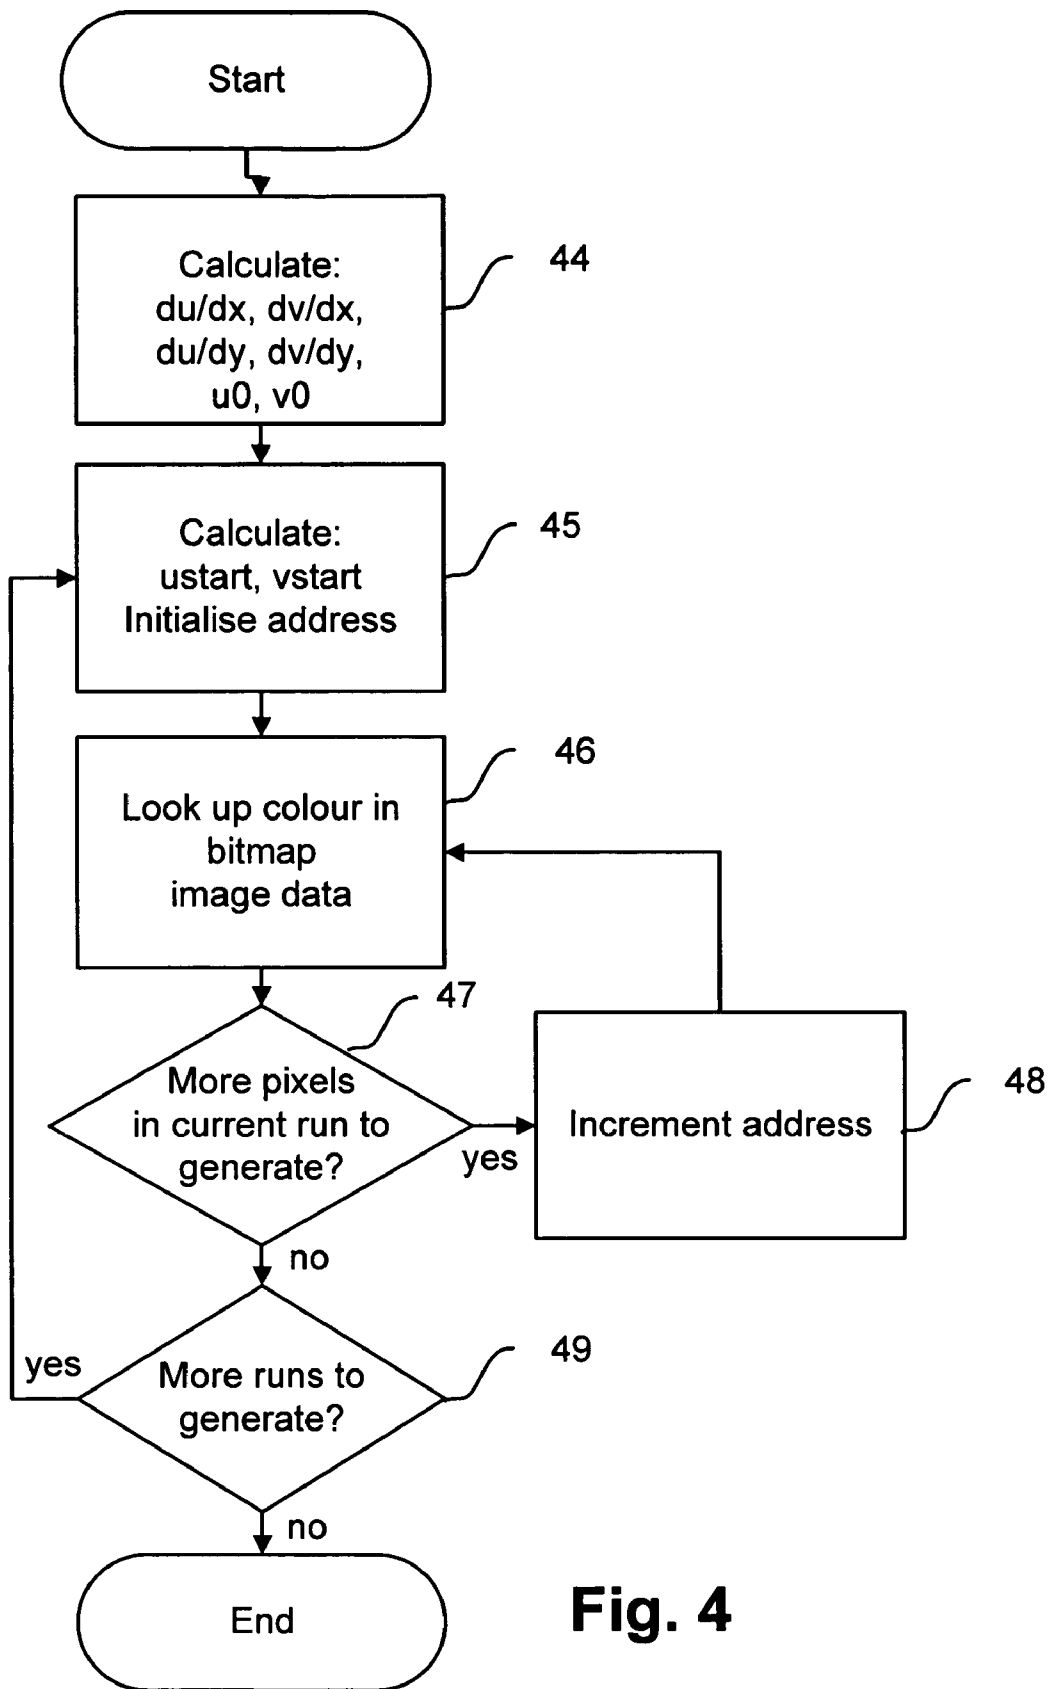 Start
Calculate:
du/dx, dv/dx,
du/dy, dv/dy,
u0, v0
44
Calculate:
ustart, vstart
Initialise address
45
Look up colour in
bitmap
image data
46
More pixels
in current run to
generate?
47
yes
Increment address
48
no
More runs to
generate?
49
yes
no
End
Fig. 4